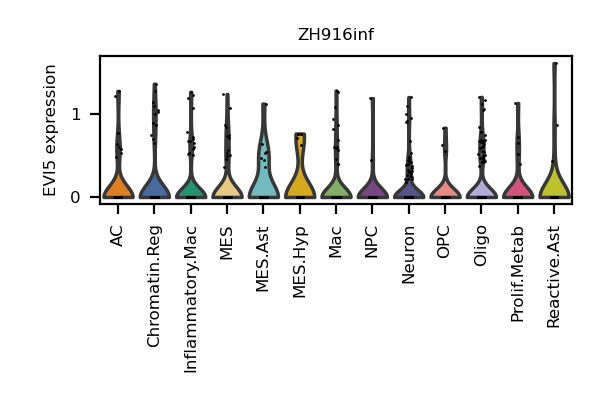 ZH916inf
EVI5 expression
1
0
AC
Chromatin.Reg
Inflammatory.Mac
MES
MES.Ast
MES.Hyp
Mac
NPC
Neuron
OPC
Oligo
Prolif.Metab
Reactive.Ast